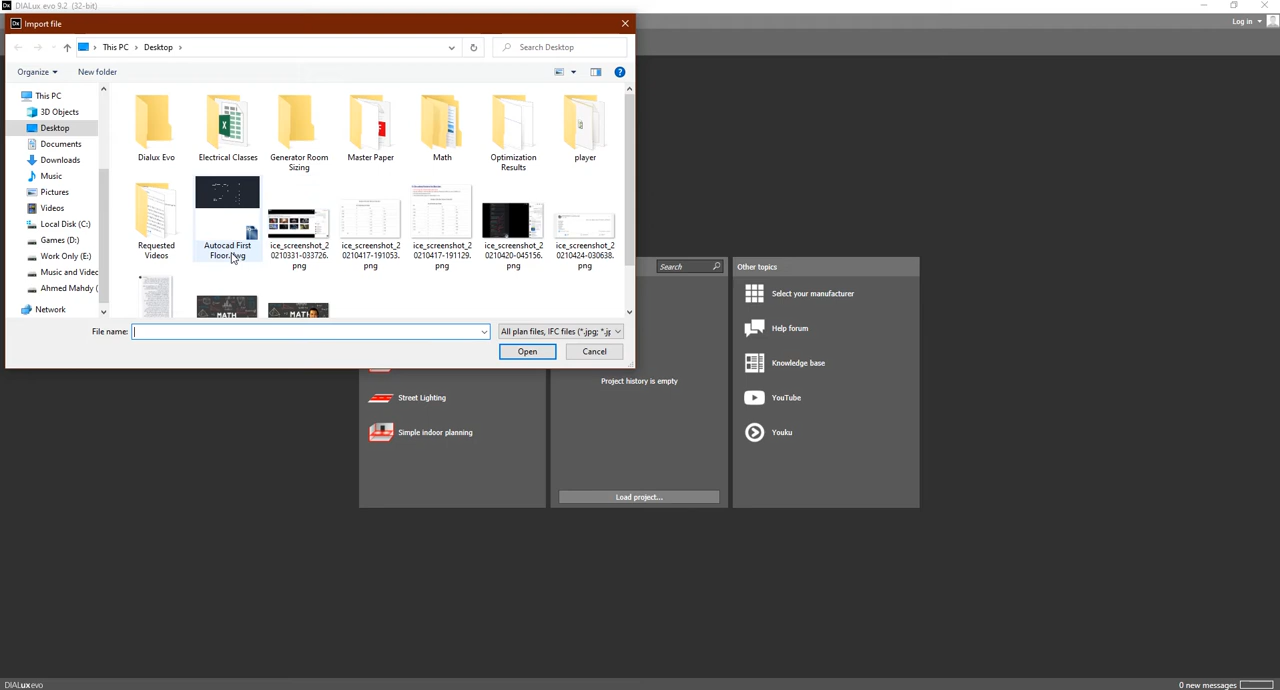 DIALux evo 9.2 (32-bit)
Import file
Log in
This PC
Desktop
Search Desktop
Organize
New folder
This PC
3D Objects
Desktop
Documents
Downloads
Music
Pictures
Videos
Local Disk (C:)
Games (D:)
Work Only (E:)
Music and Videc
Ahmed Mahdy (
Network
Dialux Evo
Electrical Classes
Generator Room
Sizing
Master Paper
Math
Optimization
Results
player
Requested
Videos
Autocad First
Floor.dwg
ice_screenshot_2
0210331-033726.
png
ice_screenshot_2
0210417-191053.
png
ice_screenshot_2
0210417-191129.
png
ice_screenshot_2
0210420-045156.
png
ice_screenshot_2
0210424-030638.
png
MATH
MATH
File name:
All plan files, IFC files (*.jpg; *.jp
Open
Cancel
Street Lighting
Simple indoor planning
Search
Project history is empty
Load project...
Other topics
Select your manufacturer
Help forum
Knowledge base
YouTube
Youku
DIALux evo
0 new messages